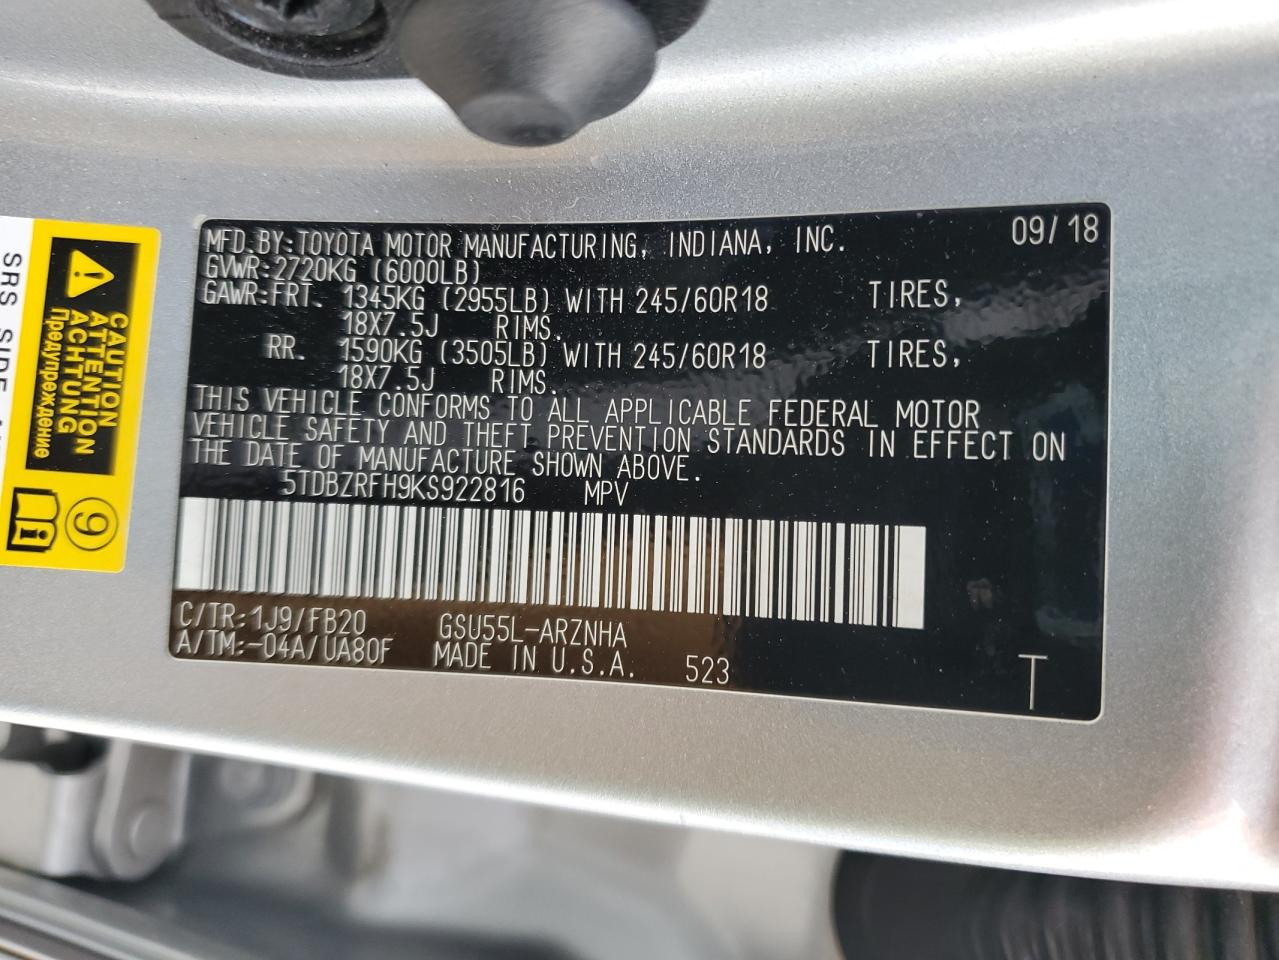 MFD.BY:TOYOTA MOTOR MANUFACTURING, INDIANA, INC. 09/18
GVWR:2720KG (6000LB)
GAWR:FRT. 1345KG (2955LB) WITH 245/60R18 TIRES,
18X7.5J RIMS.
RR. 1590KG (3505LB) WITH 245/60R18 TIRES,
18X7.5J RIMS.
THIS VEHICLE CONFORMS TO ALL APPLICABLE FEDERAL MOTOR
VEHICLE SAFETY AND THEFT PREVENTION STANDARDS IN EFFECT ON
THE DATE OF MANUFACTURE SHOWN ABOVE.
5TDBZRFH9KS922816 MPV
C/TR:1J9/FB20 GSU55L-ARZNHA
A/TM:-04A/UA80F MADE IN U.S.A. 523 T
CAUTION
ATTENTION
ACHTUNG
Предупреждение
9
i
SRS SIDE